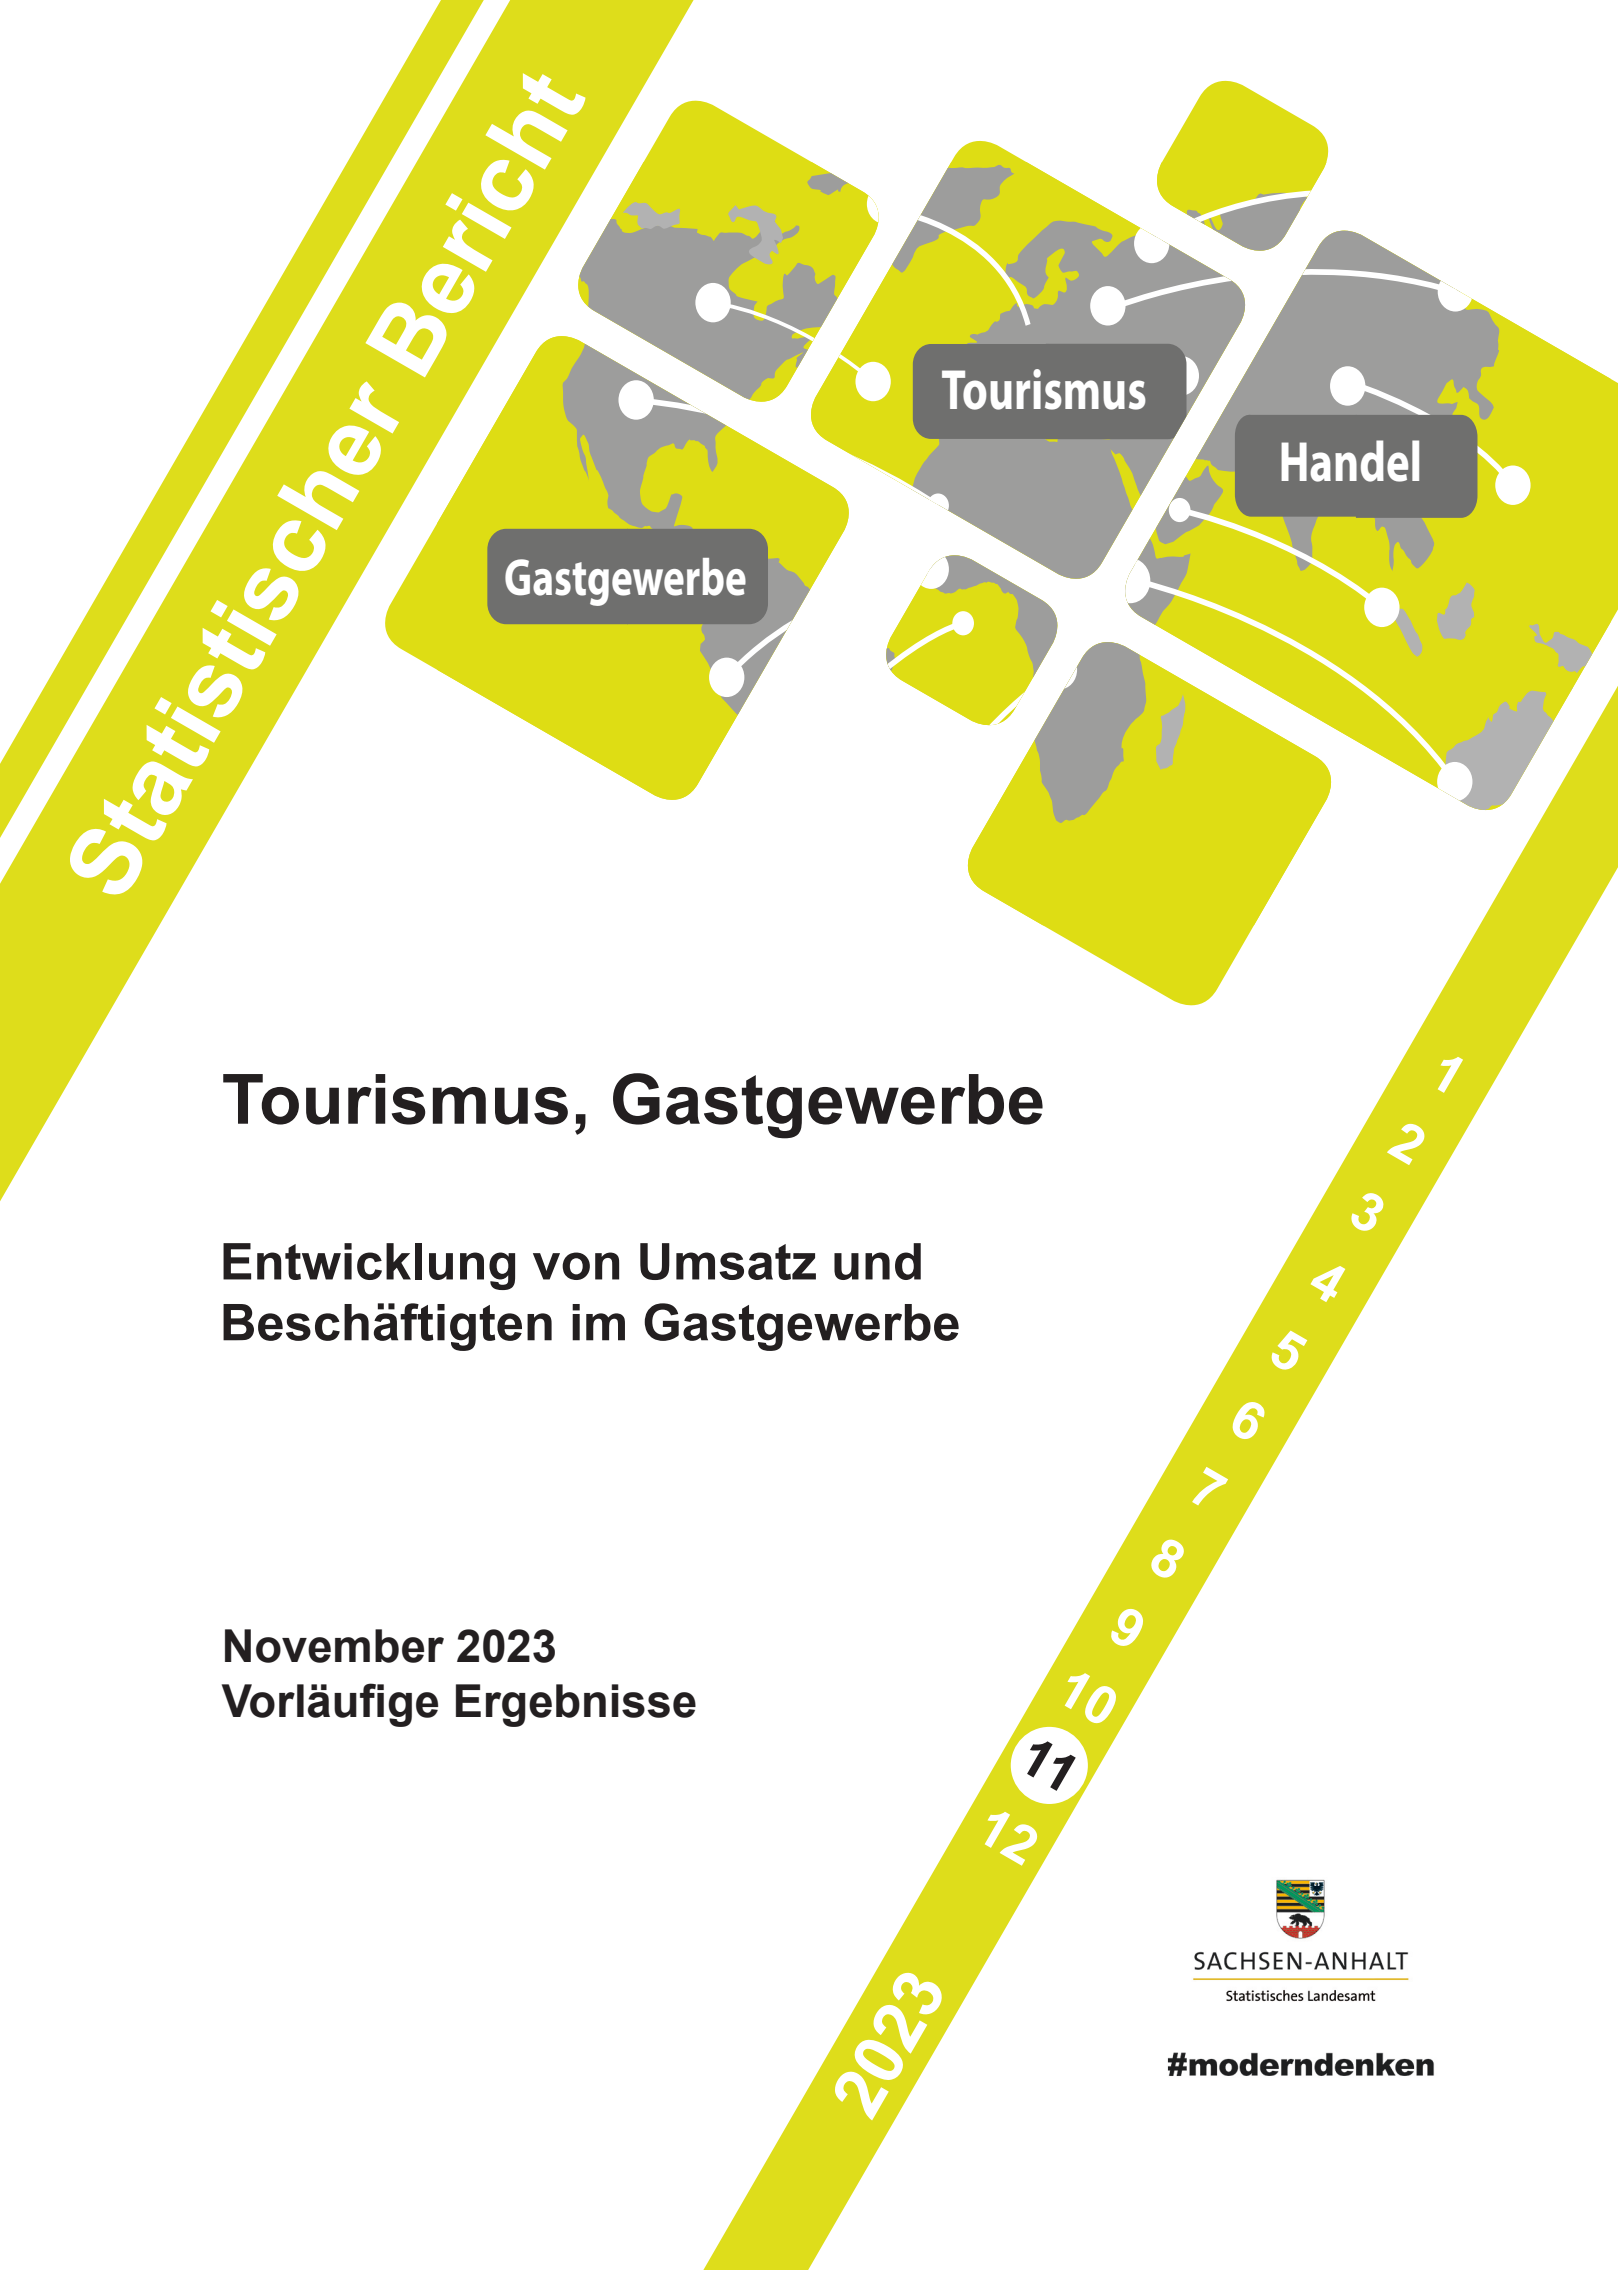 Statistischer Bericht
Tourismus
Handel
Gastgewerbe
Tourismus, Gastgewerbe
Entwicklung von Umsatz und
Beschäftigten im Gastgewerbe
November 2023
Vorläufige Ergebnisse
1
2
3
4
5
6
7
8
9
10
11
12
2023
SACHSEN-ANHALT
Statistisches Landesamt
#moderndenken